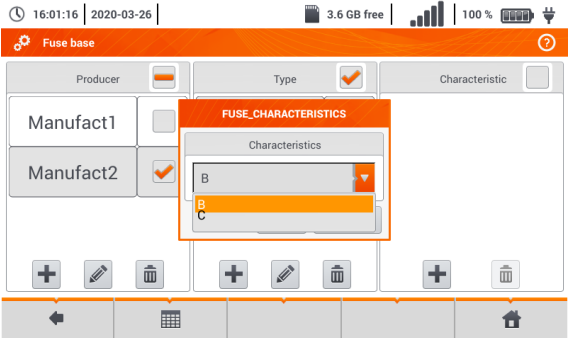 16:01:16 2020-03-26 3.6 GB free 100 %
Fuse base ?
Producer Type Characteristic
FUSE_CHARACTERISTICS
Manufact1
Characteristics
Manufact2
B
B
C